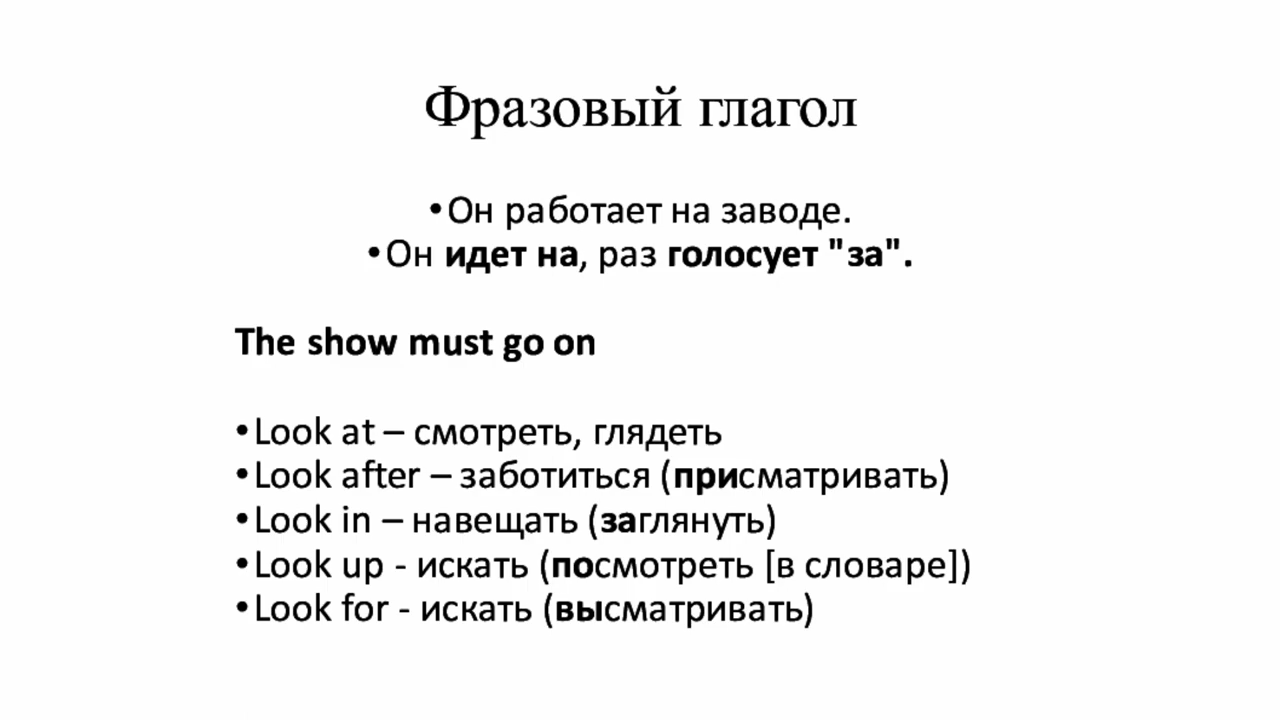 Фразовый глагол
•Он работает на заводе.
•Он идет на, раз голосует "за".
The show must go on
•Look at – смотреть, глядеть
•Look after – заботиться (присматривать)
•Look in – навещать (заглянуть)
•Look up - искать (посмотреть [в словаре])
•Look for - искать (высматривать)